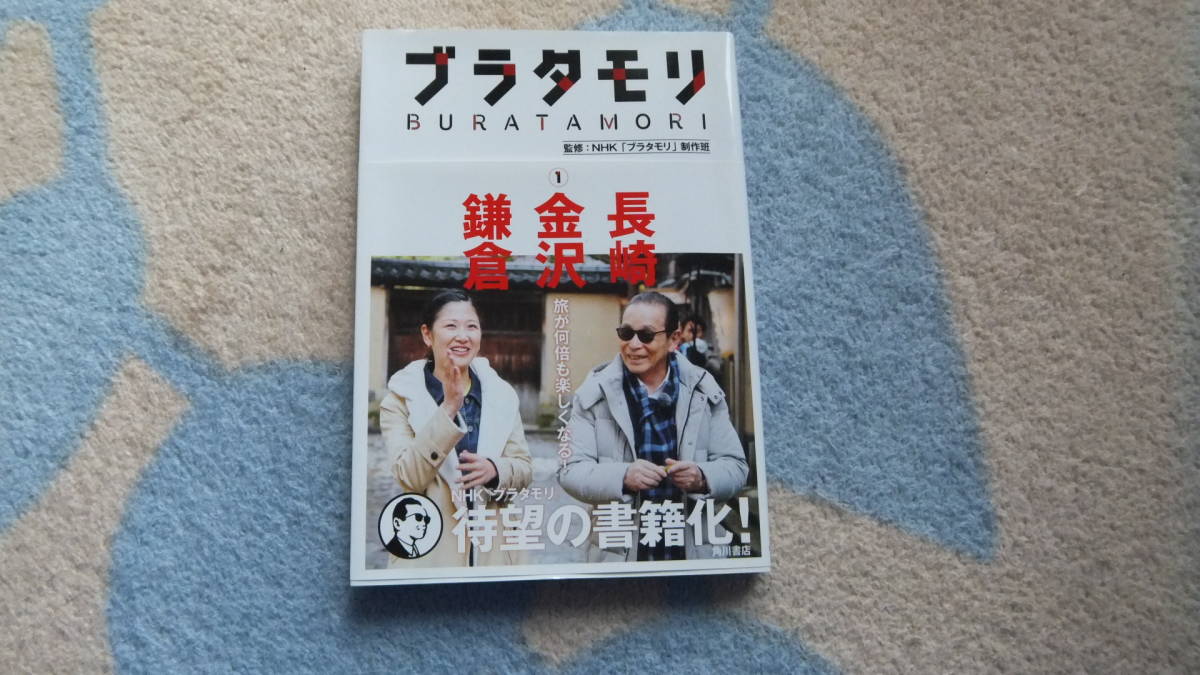 ブラタモリ
BURATAMORI
監修：NHK「ブラタモリ」制作班
1
長崎
金沢
鎌倉
旅が何倍も楽しくなる！
NHK「ブラタモリ」
待望の書籍化！
角川書店